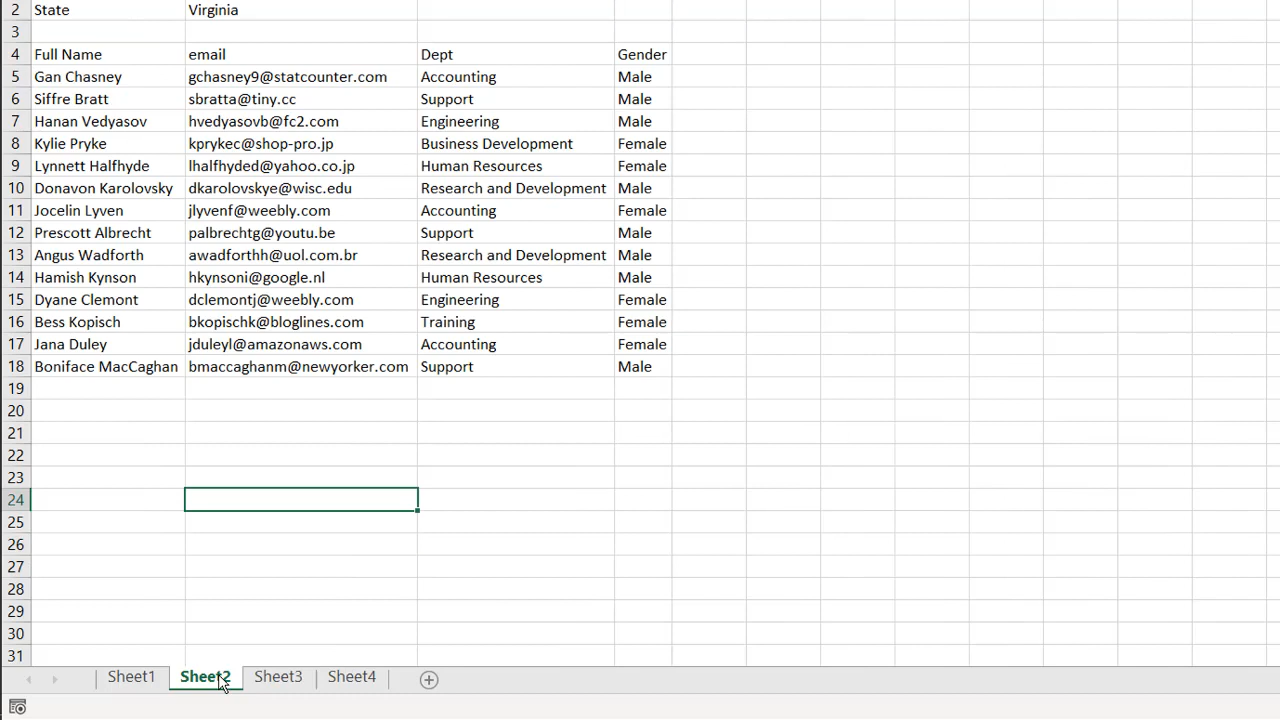 2 State Virginia
3
4 Full Name email Dept Gender
5 Gan Chasney gchasney9@statcounter.com Accounting Male
6 Siffre Bratt sbratta@tiny.cc Support Male
7 Hanan Vedyasov hvedyasovb@fc2.com Engineering Male
8 Kylie Pryke kprykec@shop-pro.jp Business Development Female
9 Lynnett Halfhyde lhalfhyded@yahoo.co.jp Human Resources Female
10 Donavon Karolovsky dkarolovskye@wisc.edu Research and Development Male
11 Jocelin Lyven jlyvenf@weebly.com Accounting Female
12 Prescott Albrecht palbrechtg@youtu.be Support Male
13 Angus Wadforth awadforthh@uol.com.br Research and Development Male
14 Hamish Kynson hkynsoni@google.nl Human Resources Male
15 Dyane Clemont dclemontj@weebly.com Engineering Female
16 Bess Kopisch bkopischk@bloglines.com Training Female
17 Jana Duley jduleyl@amazonaws.com Accounting Female
18 Boniface MacCaghan bmaccaghanm@newyorker.com Support Male
19
20
21
22
23
24
25
26
27
28
29
30
31
Sheet1 Sheet2 Sheet3 Sheet4